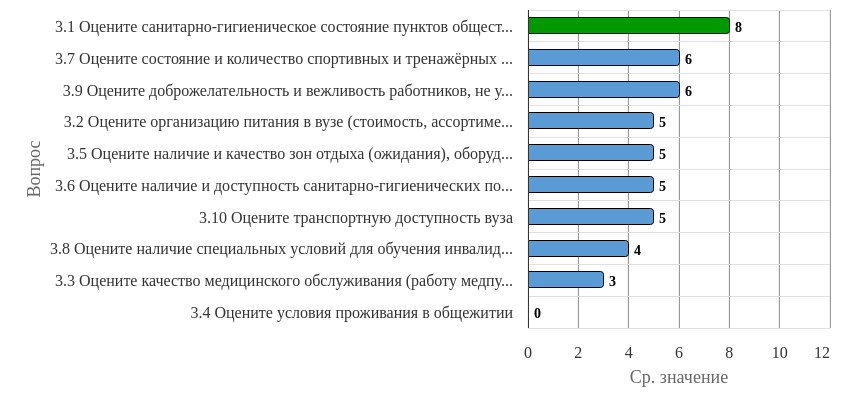 3.1 Оцените санитарно-гигиеническое состояние пунктов общест... 8
3.7 Оцените состояние и количество спортивных и тренажёрных ... 6
3.9 Оцените доброжелательность и вежливость работников, не у... 6
3.2 Оцените организацию питания в вузе (стоимость, ассортиме... 5
3.5 Оцените наличие и качество зон отдыха (ожидания), оборуд... 5
3.6 Оцените наличие и доступность санитарно-гигиенических по... 5
3.10 Оцените транспортную доступность вуза 5
3.8 Оцените наличие специальных условий для обучения инвалид... 4
3.3 Оцените качество медицинского обслуживания (работу медпу... 3
3.4 Оцените условия проживания в общежитии 0
Вопрос
0 2 4 6 8 10 12
Ср. значение